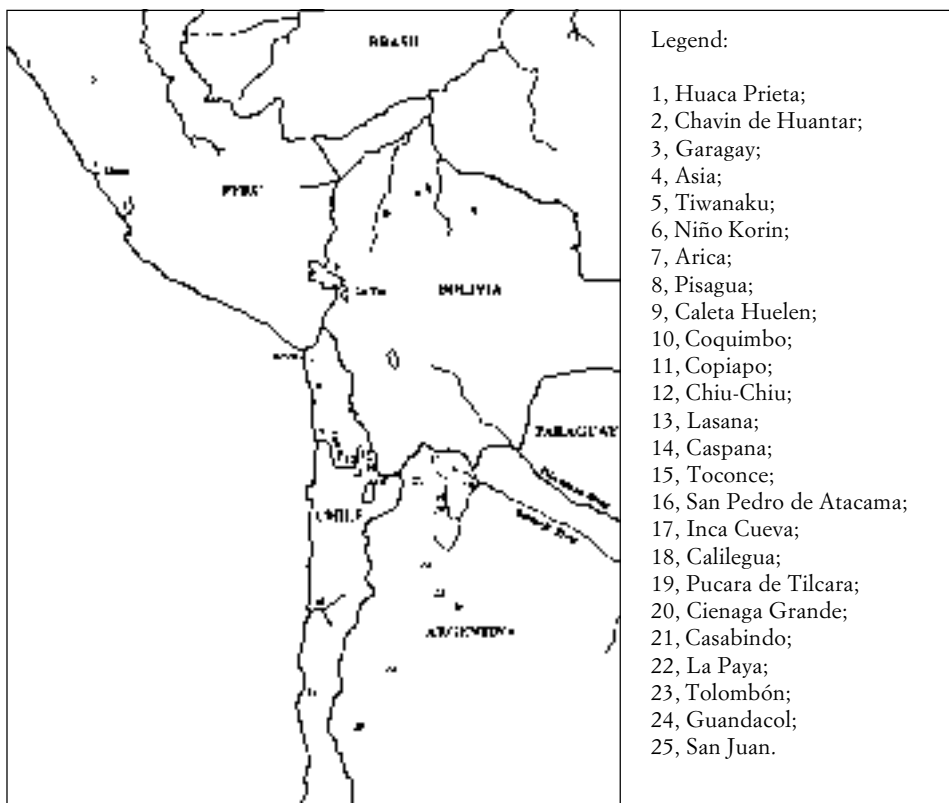 BRASIL
PERU
BOLIVIA
PARAGUAY
CHILE
ARGENTINA
Legend:
1, Huaca Prieta;
2, Chavin de Huantar;
3, Garagay;
4, Asia;
5, Tiwanaku;
6, Niño Korin;
7, Arica;
8, Pisagua;
9, Caleta Huelen;
10, Coquimbo;
11, Copiapo;
12, Chiu-Chiu;
13, Lasana;
14, Caspana;
15, Toconce;
16, San Pedro de Atacama;
17, Inca Cueva;
18, Calilegua;
19, Pucara de Tilcara;
20, Cienaga Grande;
21, Casabindo;
22, La Paya;
23, Tolombón;
24, Guandacol;
25, San Juan.